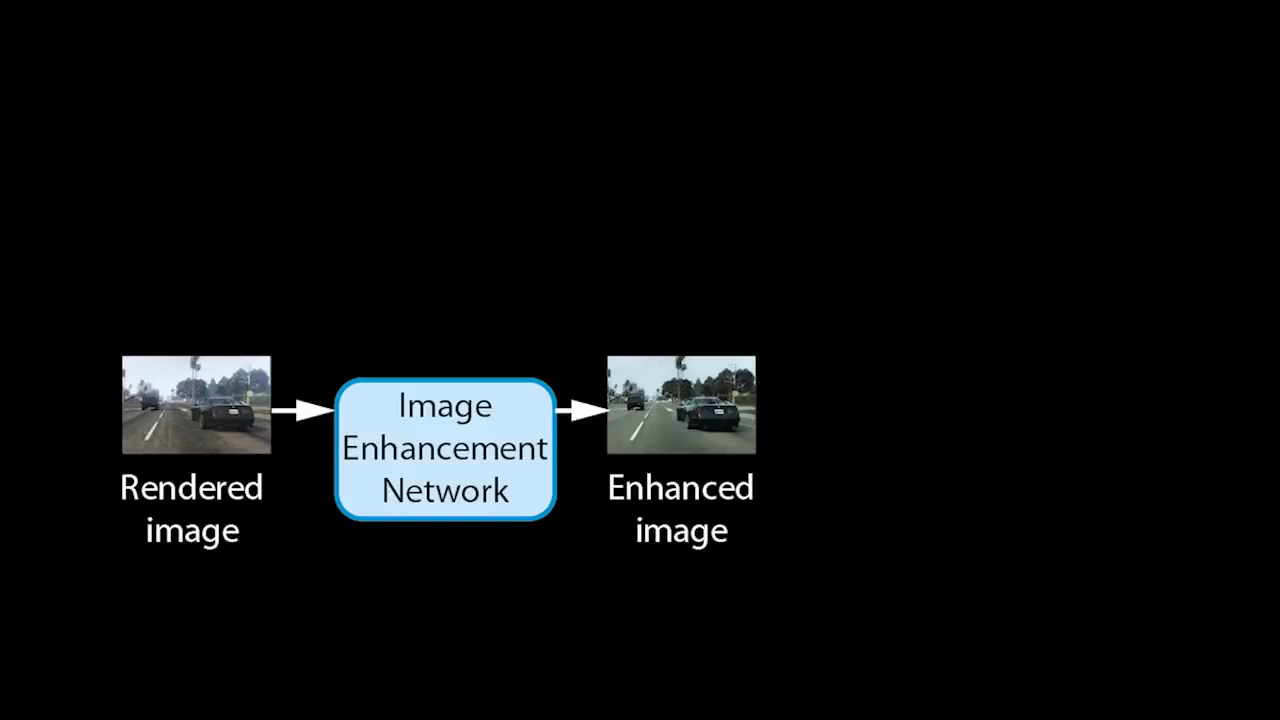 Rendered
image
Image
Enhancement
Network
Enhanced
image